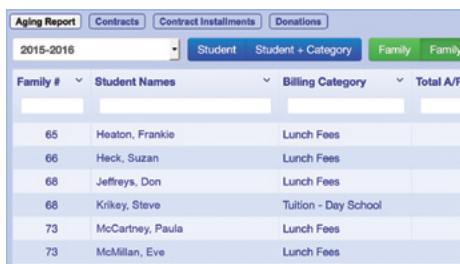 Aging Report Contracts Contract Installments Donations
2015-2016 Student Student + Category Family Family
Family # Student Names Billing Category Total A/R
65 Heaton, Frankie Lunch Fees
66 Heck, Suzan Lunch Fees
68 Jeffreys, Don Lunch Fees
68 Krikey, Steve Tuition - Day School
73 McCartney, Paula Lunch Fees
73 McMillan, Eve Lunch Fees